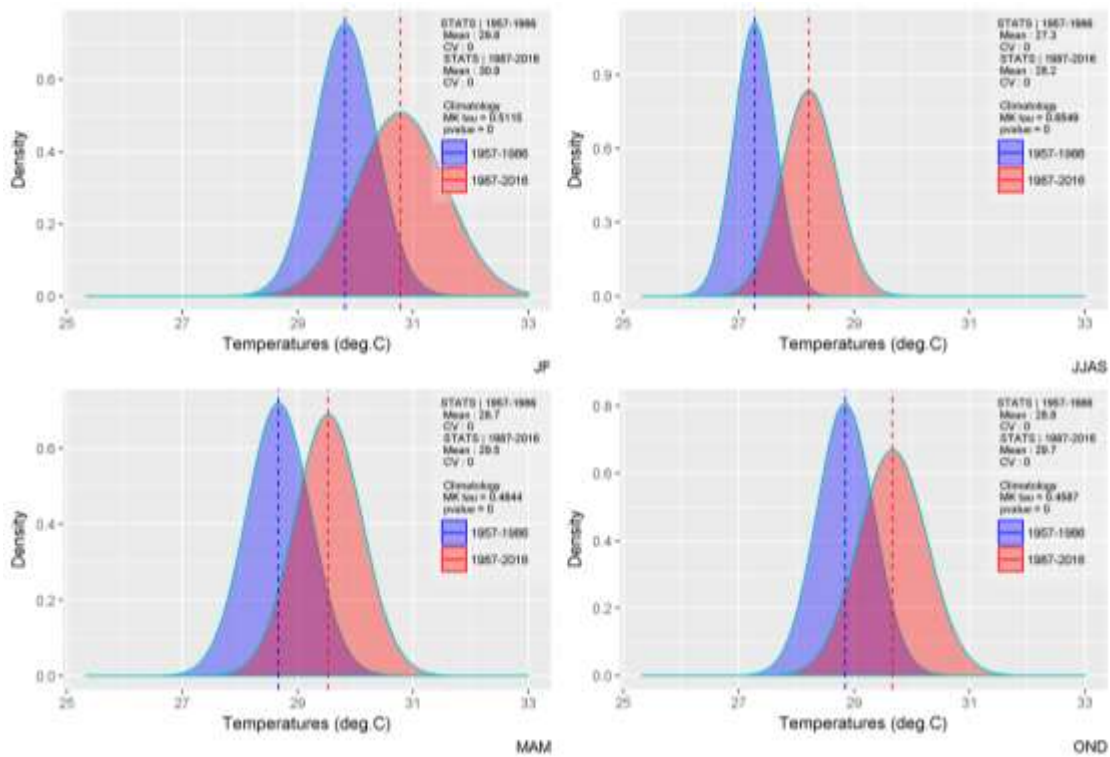 STATS | 1957-1986
Mean : 29.8
CV : 0
STATS | 1987-2016
Mean : 30.8
CV : 0
Climatology
MK tau = 0.5115
pvalue = 0
1957-1986
1987-2016
Density
0.6
0.4
0.2
0.0
25 27 29 31 33
Temperatures (deg.C)
JF
STATS | 1957-1986
Mean : 27.3
CV : 0
STATS | 1987-2016
Mean : 28.2
CV : 0
Climatology
MK tau = 0.6549
pvalue = 0
1957-1986
1987-2016
Density
0.9
0.6
0.3
0.0
25 27 29 31 33
Temperatures (deg.C)
JJAS
STATS | 1957-1986
Mean : 28.7
CV : 0
STATS | 1987-2016
Mean : 29.5
CV : 0
Climatology
MK tau = 0.4844
pvalue = 0
1957-1986
1987-2016
Density
0.6
0.4
0.2
0.0
25 27 29 31 33
Temperatures (deg.C)
MAM
STATS | 1957-1986
Mean : 28.8
CV : 0
STATS | 1987-2016
Mean : 29.7
CV : 0
Climatology
MK tau = 0.4587
pvalue = 0
1957-1986
1987-2016
Density
0.8
0.6
0.4
0.2
0.0
25 27 29 31 33
Temperatures (deg.C)
OND